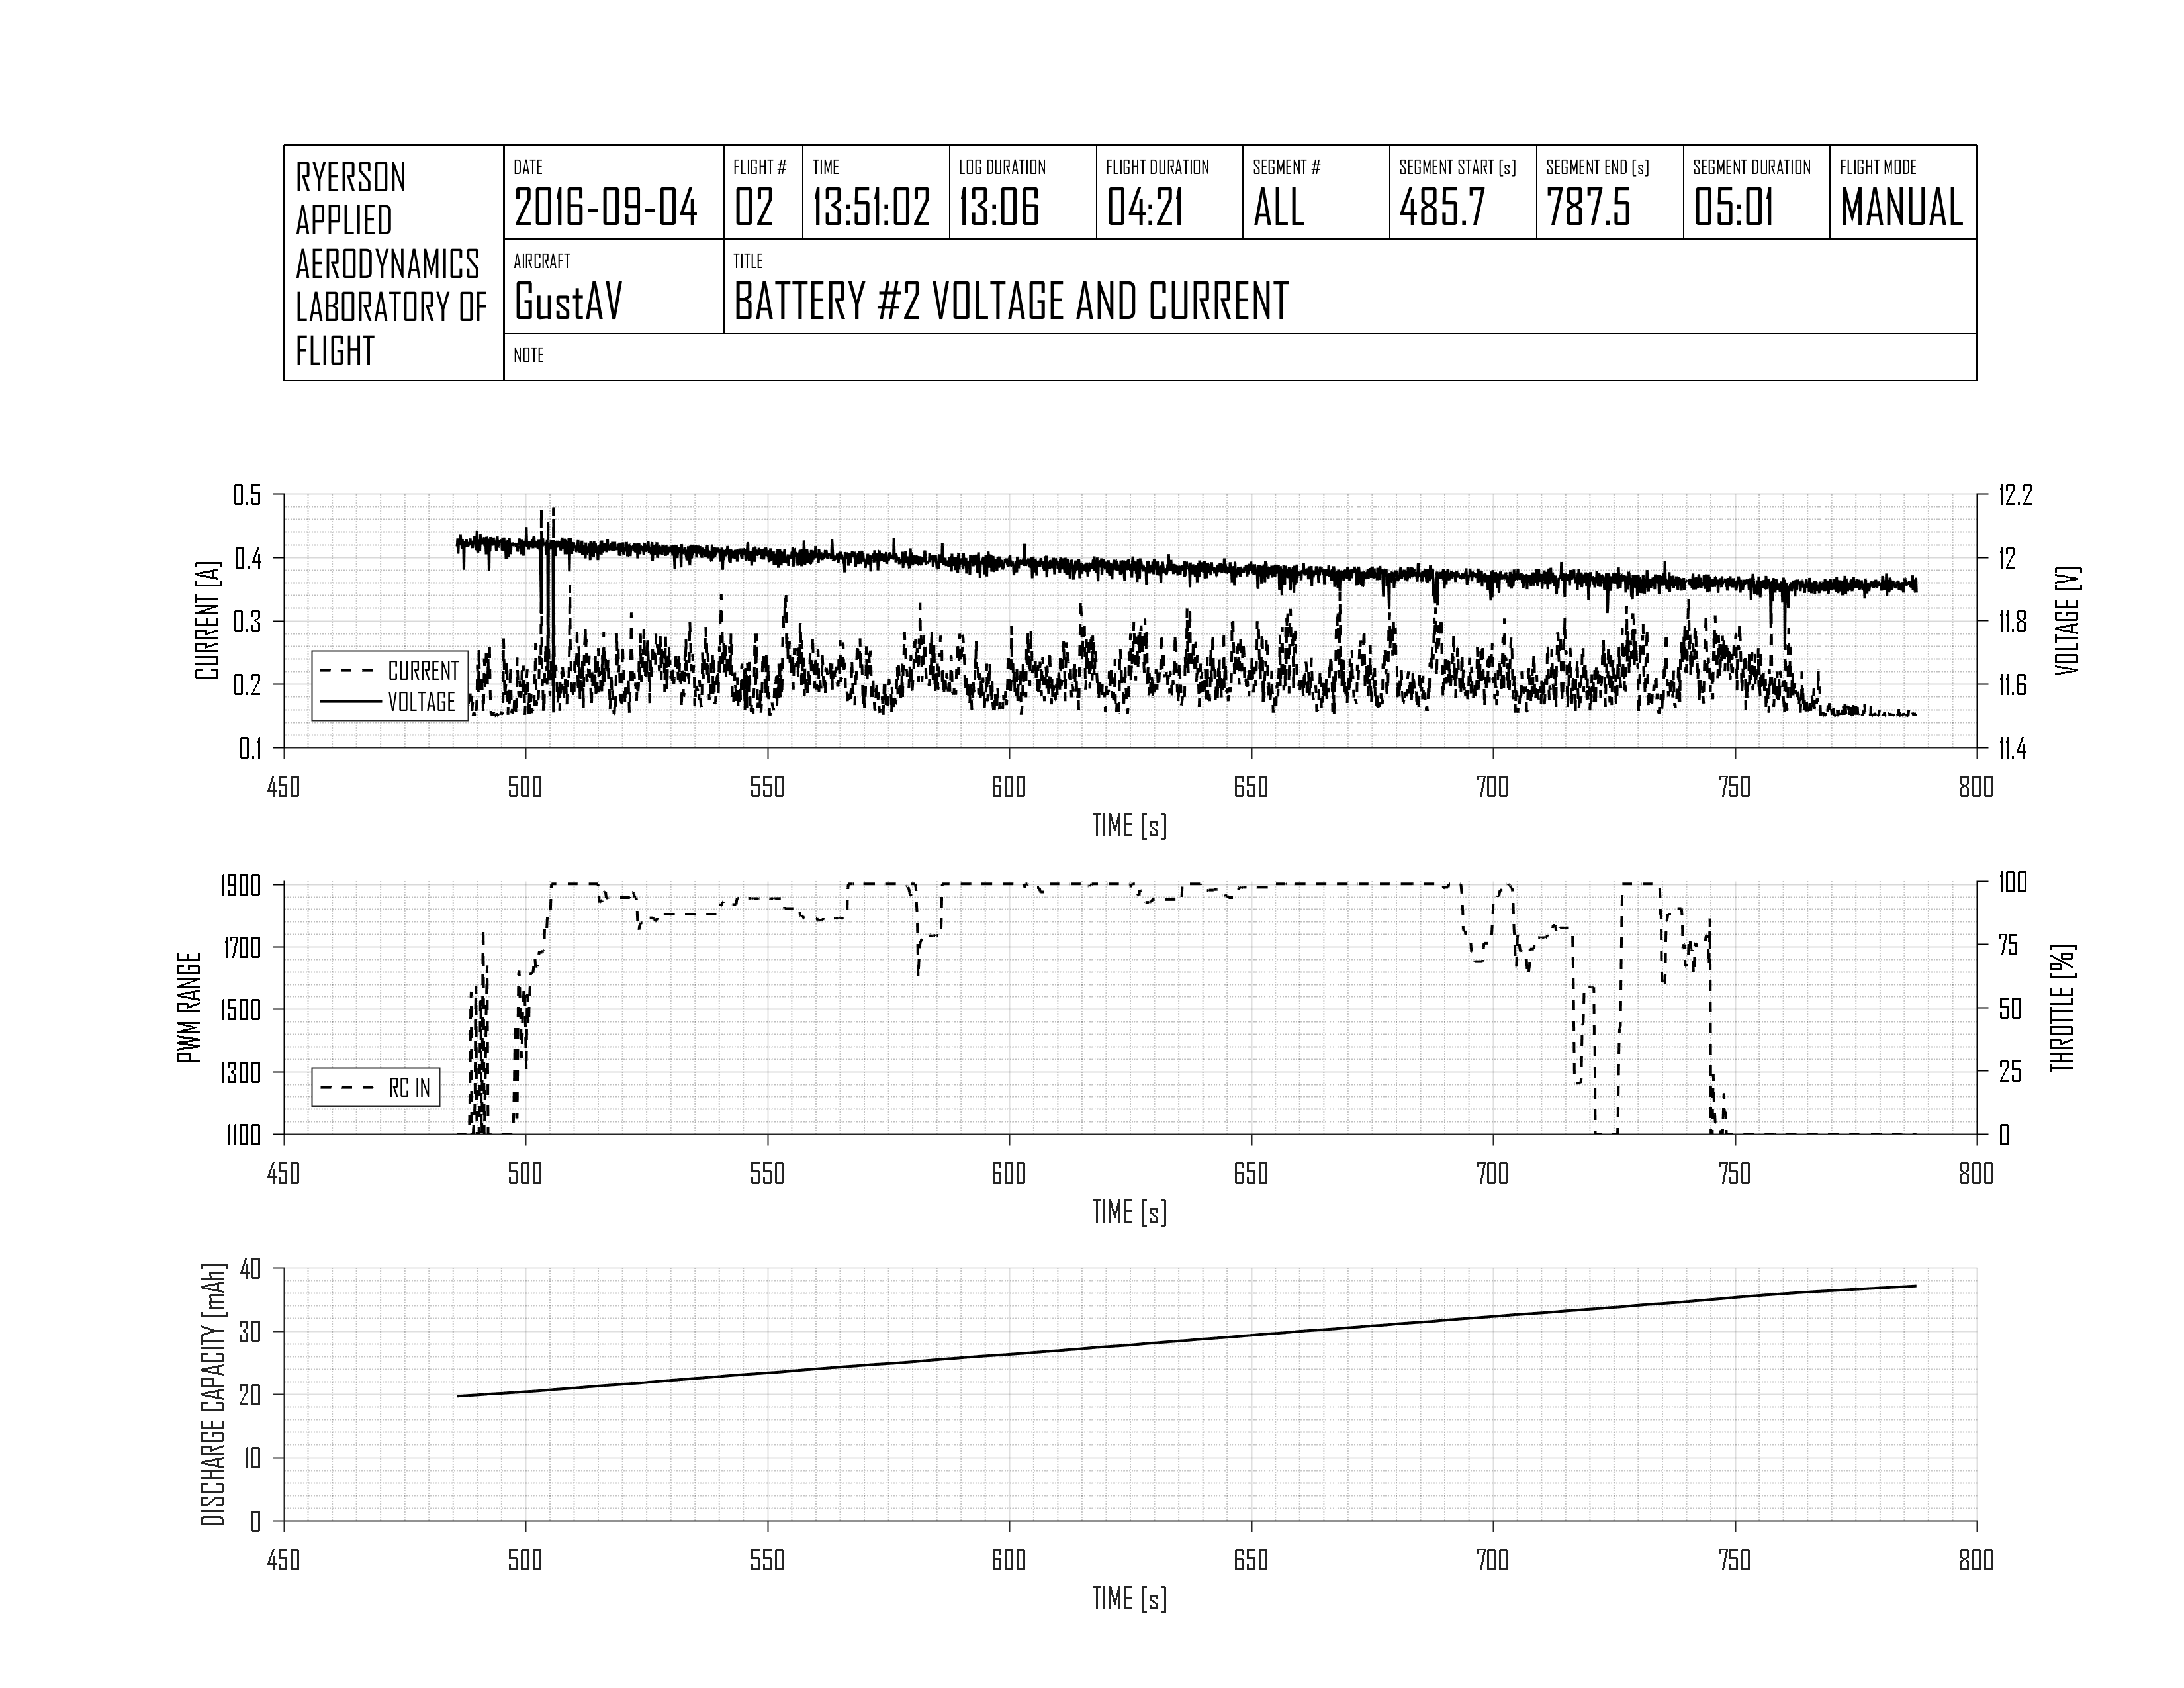 RYERSON
APPLIED
AERODYNAMICS
LABORATORY OF
FLIGHT
DATE
2016-09-04
FLIGHT #
02
TIME
13:51:02
LOG DURATION
13:06
FLIGHT DURATION
04:21
SEGMENT #
ALL
SEGMENT START [s]
485.7
SEGMENT END [s]
787.5
SEGMENT DURATION
05:01
FLIGHT MODE
MANUAL
AIRCRAFT
GustAV
TITLE
BATTERY #2 VOLTAGE AND CURRENT
NOTE
CURRENT [A]
0.5
0.4
0.3
0.2
0.1
CURRENT
VOLTAGE
12.2
12
11.8
11.6
11.4
VOLTAGE [V]
450 500 550 600 650 700 750 800
TIME [s]
PWM RANGE
1900
1700
1500
1300
1100
RC IN
100
75
50
25
0
THROTTLE [%]
450 500 550 600 650 700 750 800
TIME [s]
DISCHARGE CAPACITY [mAh]
40
30
20
10
0
450 500 550 600 650 700 750 800
TIME [s]